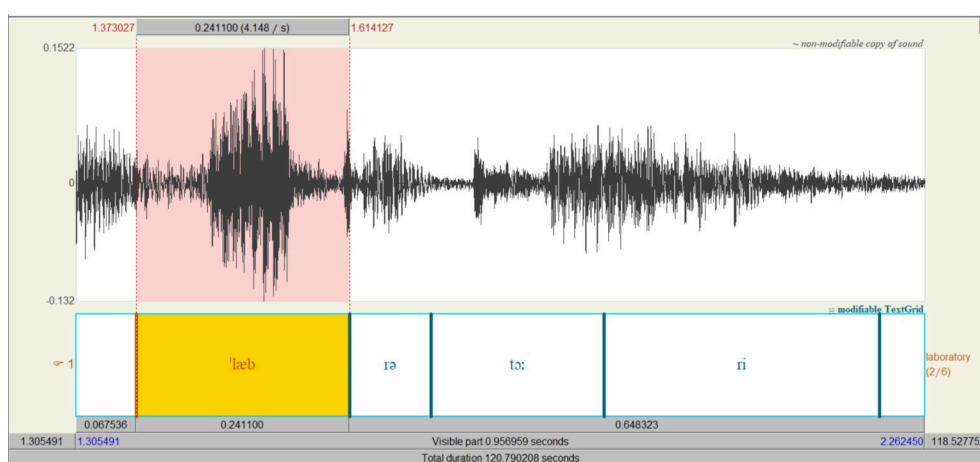 1.373027 0.241100 (4.148 / s) 1.614127
0.1522
~ non-modifiable copy of sound
0
-0.132
:: modifiable TextGrid
1 ˈlæb rə tɔː ri laboratory
(2/6)
0.067536 0.241100 0.648323
1.305491 1.305491 Visible part 0.956959 seconds 2.262450 118.52775
Total duration 120.790208 seconds